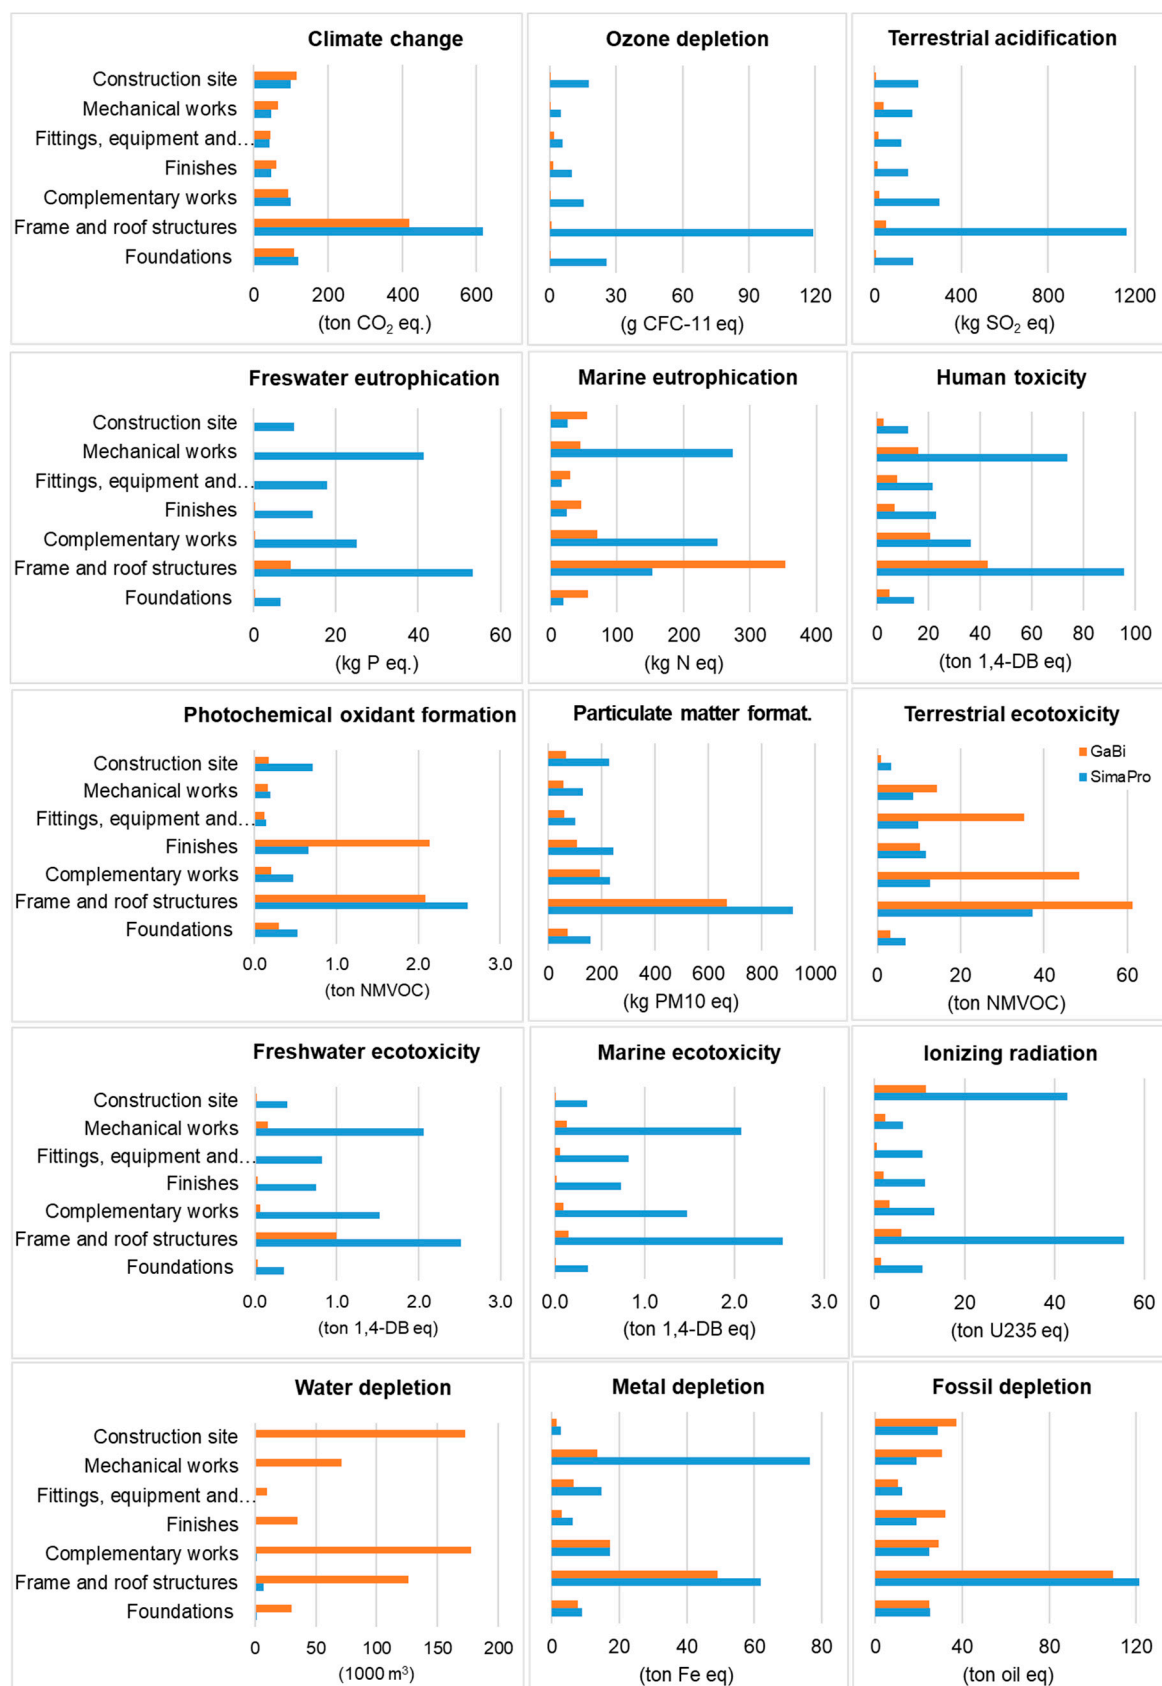 Climate change
Construction site
Mechanical works
Fittings, equipment and...
Finishes
Complementary works
Frame and roof structures
Foundations
0 200 400 600
(ton CO₂ eq.)
Ozone depletion
0 30 60 90 120
(g CFC-11 eq)
Terrestrial acidification
0 400 800 1200
(kg SO₂ eq)
Freswater eutrophication
Construction site
Mechanical works
Fittings, equipment and...
Finishes
Complementary works
Frame and roof structures
Foundations
0 20 40 60
(kg P eq.)
Marine eutrophication
0 100 200 300 400
(kg N eq)
Human toxicity
0 20 40 60 80 100
(ton 1,4-DB eq)
Photochemical oxidant formation
Construction site
Mechanical works
Fittings, equipment and...
Finishes
Complementary works
Frame and roof structures
Foundations
0.0 1.0 2.0 3.0
(ton NMVOC)
Particulate matter format.
0 200 400 600 800 1000
(kg PM10 eq)
Terrestrial ecotoxicity
GaBi
SimaPro
0 20 40 60
(ton NMVOC)
Freshwater ecotoxicity
Construction site
Mechanical works
Fittings, equipment and...
Finishes
Complementary works
Frame and roof structures
Foundations
0.0 1.0 2.0 3.0
(ton 1,4-DB eq)
Marine ecotoxicity
0.0 1.0 2.0 3.0
(ton 1,4-DB eq)
Ionizing radiation
0 20 40 60
(ton U235 eq)
Water depletion
Construction site
Mechanical works
Fittings, equipment and...
Finishes
Complementary works
Frame and roof structures
Foundations
0 50 100 150 200
(1000 m³)
Metal depletion
0 20 40 60 80
(ton Fe eq)
Fossil depletion
0 40 80 120
(ton oil eq)